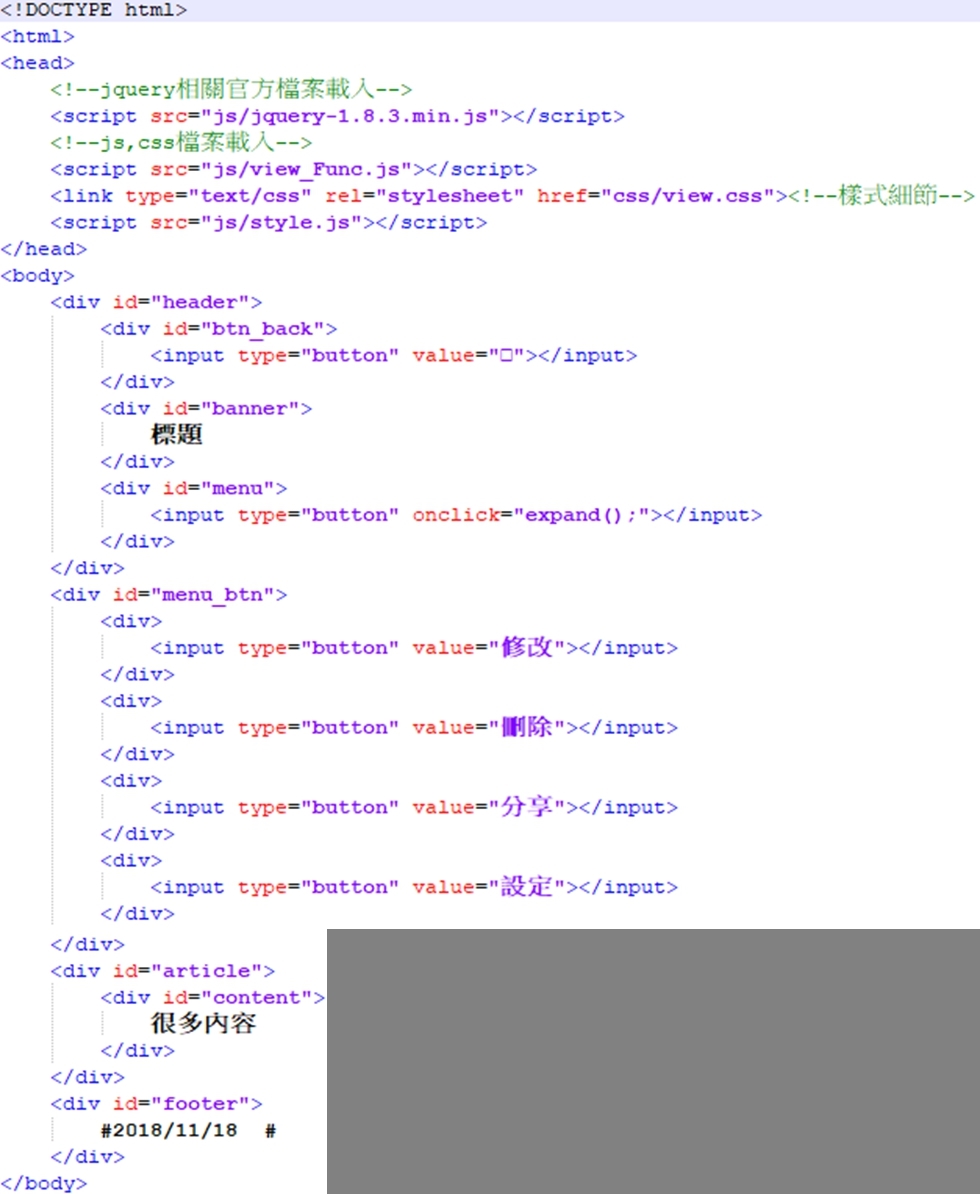 <!DOCTYPE html>
<html>
<head>
<!--jquery相關官方檔案載入-->
<script src="js/jquery-1.8.3.min.js"></script>
<!--js,css檔案載入-->
<script src="js/view_Func.js"></script>
<link type="text/css" rel="stylesheet" href="css/view.css"><!--樣式細節-->
<script src="js/style.js"></script>
</head>
<body>
<div id="header">
<div id="btn_back">
<input type="button" value="□"></input>
</div>
<div id="banner">
標題
</div>
<div id="menu">
<input type="button" onclick="expand();"></input>
</div>
</div>
<div id="menu_btn">
<div>
<input type="button" value="修改"></input>
</div>
<div>
<input type="button" value="刪除"></input>
</div>
<div>
<input type="button" value="分享"></input>
</div>
<div>
<input type="button" value="設定"></input>
</div>
</div>
<div id="article">
<div id="content">
很多內容
</div>
</div>
<div id="footer">
#2018/11/18  #
</div>
</body>